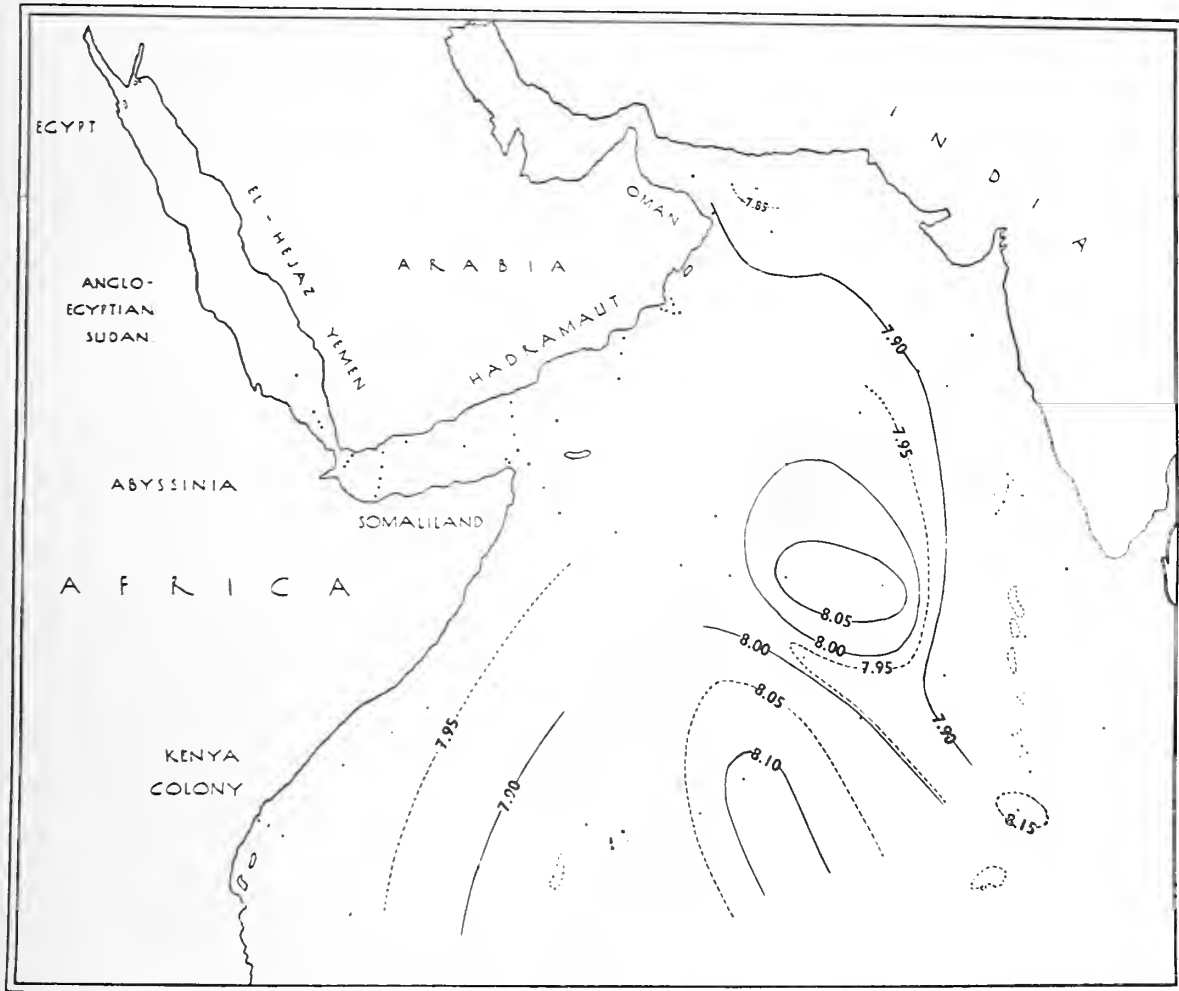 INDIA
EGYPT
OMAN
7.85
EL-HEJAZ
ARABIA
ANGLO-
EGYPTIAN
SUDAN
YEMEN
HADRAMAUT
7.90
7.95
ABYSSINIA
SOMALILAND
AFRICA
8.05
8.00
8.00
7.95
8.05
7.90
7.95
KENYA
COLONY
8.10
7.90
8.15